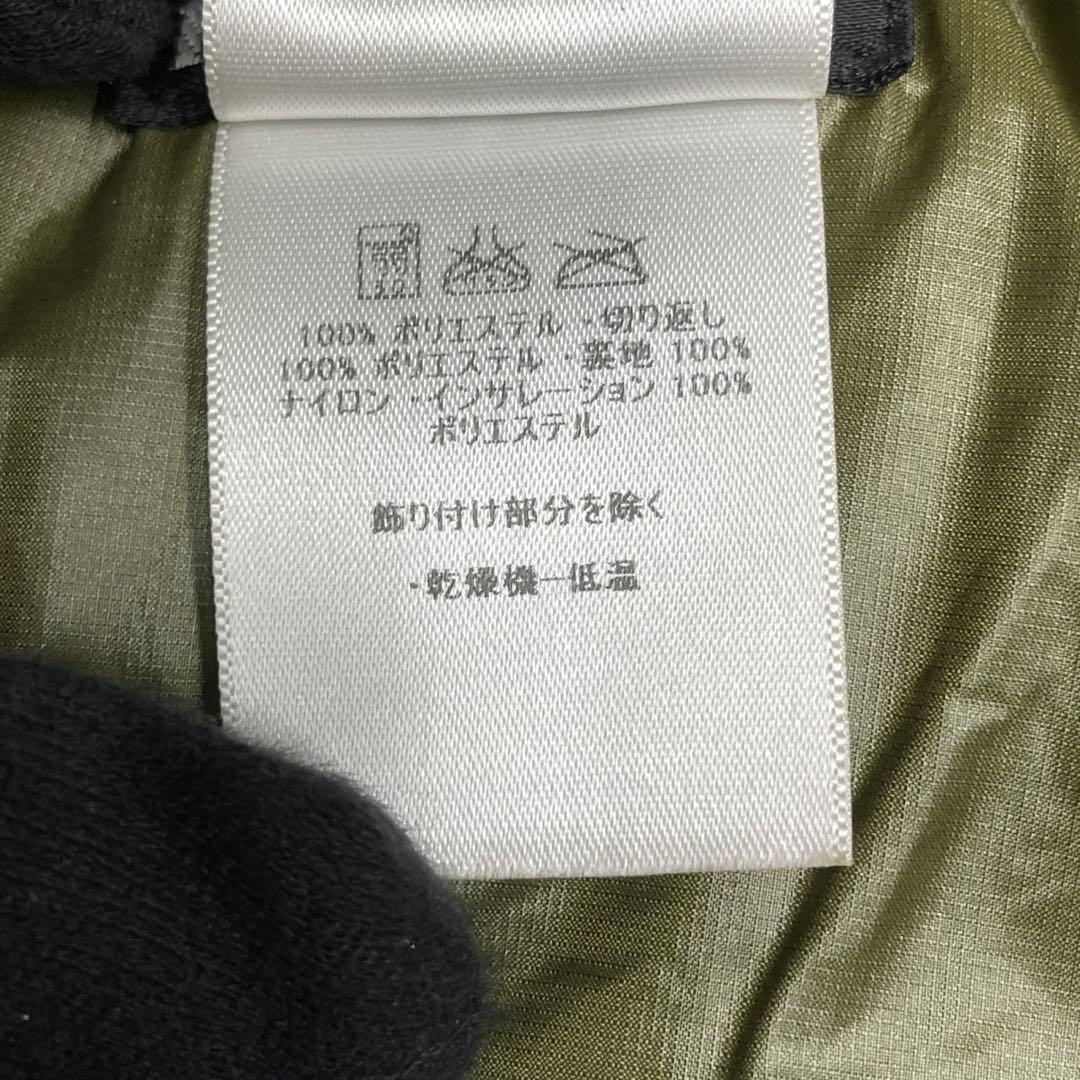 100% ポリエステル ・切り返し
100% ポリエステル ・裏地 100%
ナイロン ・インサレーション 100%
ポリエステル
飾り付け部分を除く
・乾燥機ー低温